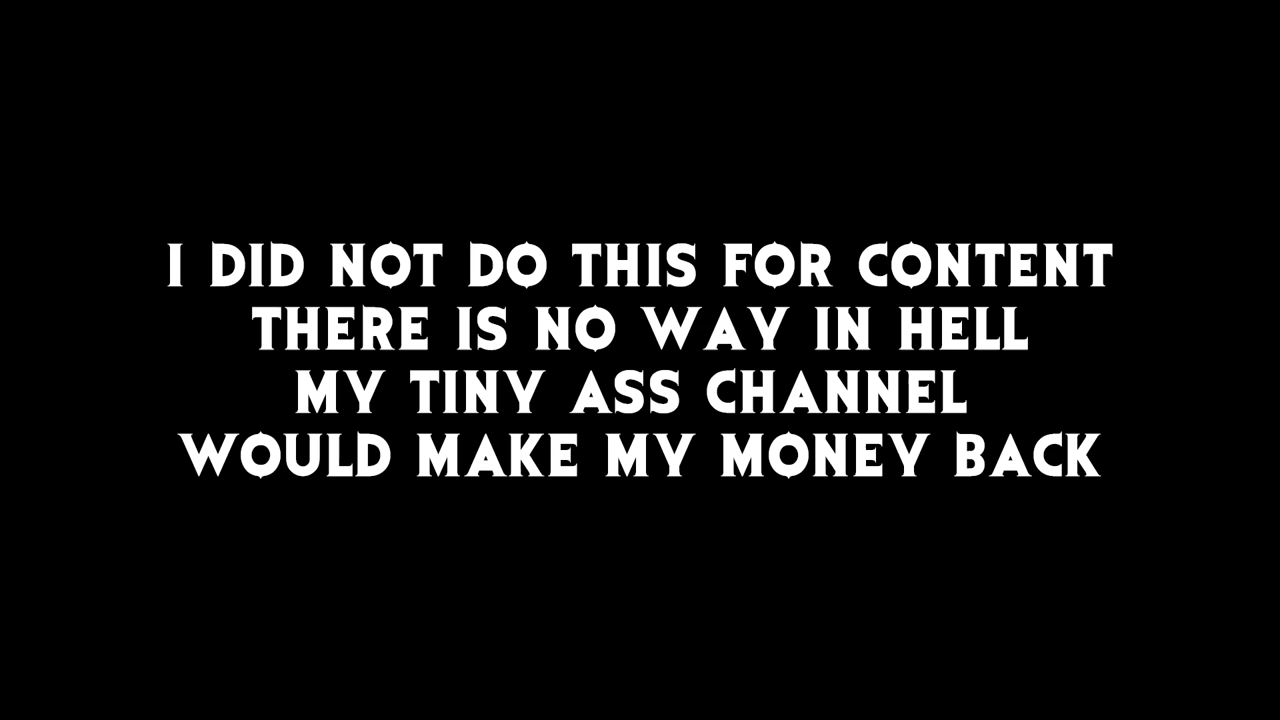 I DID NOT DO THIS FOR CONTENT
THERE IS NO WAY IN HELL
MY TINY ASS CHANNEL
WOULD MAKE MY MONEY BACK